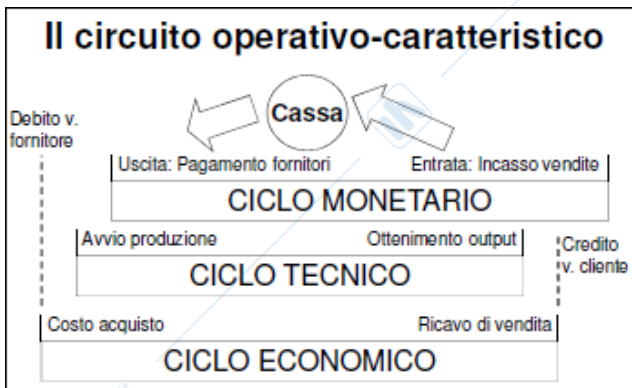 Il circuito operativo-caratteristico
Cassa
Debito v.
fornitore
Uscita: Pagamento fornitori
Entrata: Incasso vendite
CICLO MONETARIO
Avvio produzione
Ottenimento output
Credito
v. cliente
CICLO TECNICO
Costo acquisto
Ricavo di vendita
CICLO ECONOMICO